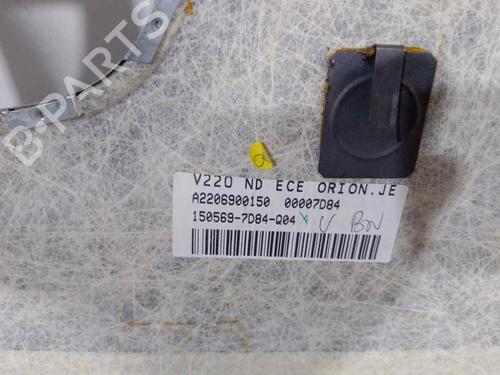 B-PARTS
V220 ND ECE ORION.JE
A2206900150 00007D84
150569-7D84-Q04
V BN